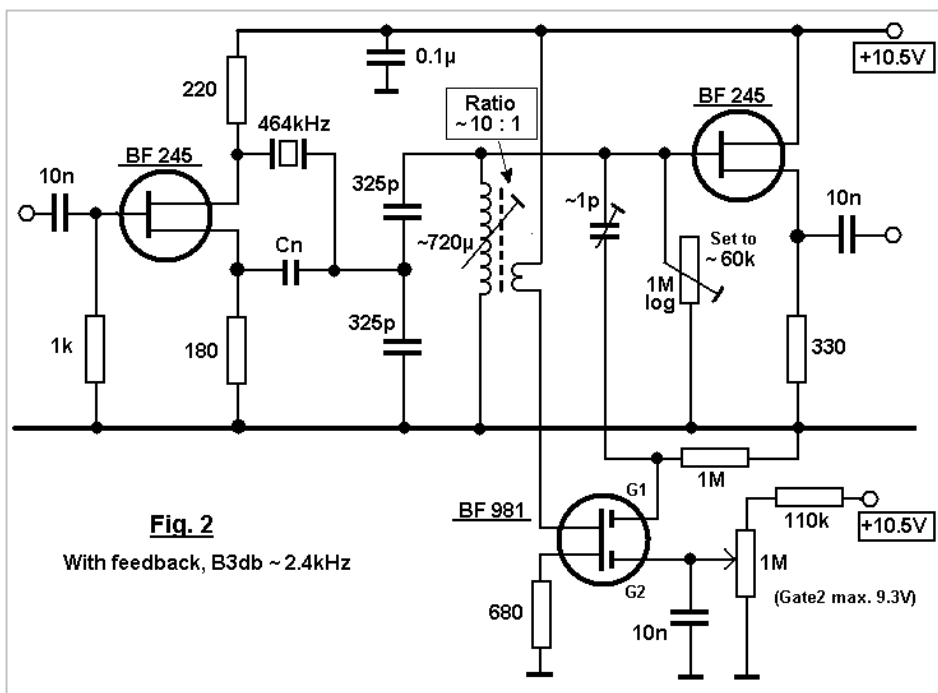 0.1µ
+10.5V
220
Ratio
~10 : 1
BF 245
464kHz
BF 245
10n
325p
10n
~1p
~720µ
Set to
~60k
Cn
1M
log
325p
1k
180
330
1M
G1
BF 981
110k
+10.5V
Fig. 2
With feedback, B3db ~ 2.4kHz
1M
G2
(Gate2 max. 9.3V)
680
10n